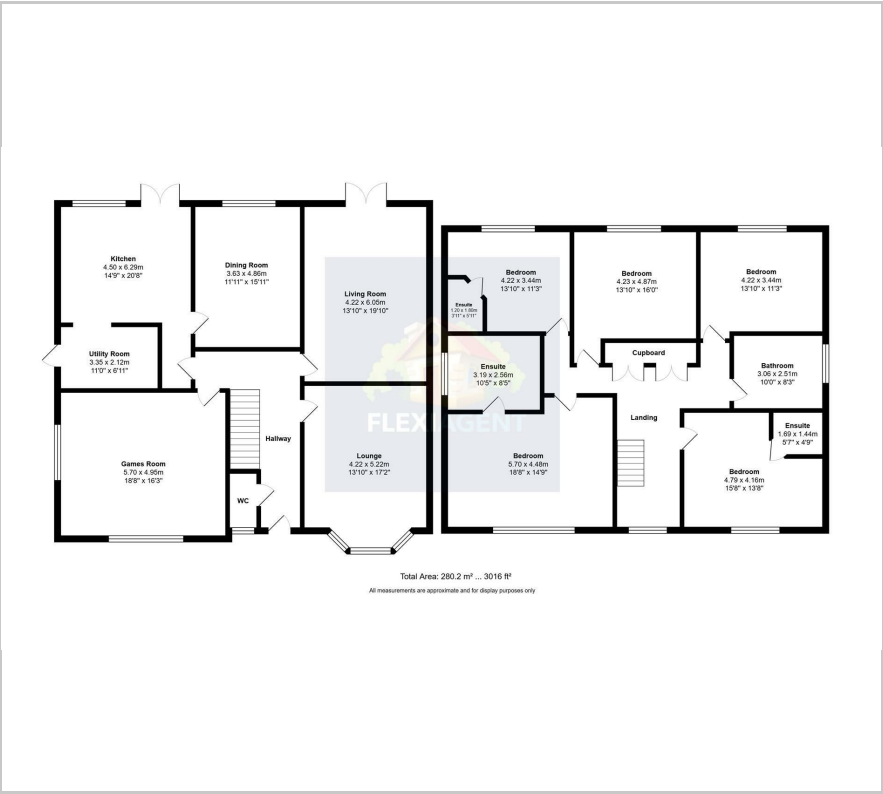 Kitchen
4.50 x 6.29m
14'9" x 20'8"
Dining Room
3.63 x 4.86m
11'11" x 15'11"
Living Room
4.22 x 6.05m
13'10" x 19'10"
Utility Room
3.35 x 2.12m
11'0" x 6'11"
Games Room
5.70 x 4.95m
18'8" x 16'3"
Hallway
WC
Lounge
4.22 x 5.22m
13'10" x 17'2"
Bedroom
4.22 x 3.44m
13'10" x 11'3"
Ensuite
1.20 x 1.80m
3'11" x 5'11"
Bedroom
4.23 x 4.87m
13'10" x 16'0"
Bedroom
4.22 x 3.44m
13'10" x 11'3"
Cupboard
Ensuite
3.19 x 2.56m
10'5" x 8'5"
Bathroom
3.06 x 2.51m
10'0" x 8'3"
Landing
Bedroom
5.70 x 4.48m
18'8" x 14'9"
Ensuite
1.69 x 1.44m
5'7" x 4'9"
Bedroom
4.79 x 4.16m
15'8" x 13'8"
FLEXIAGENT
Total Area: 280.2 m² ... 3016 ft²
All measurements are approximate and for display purposes only